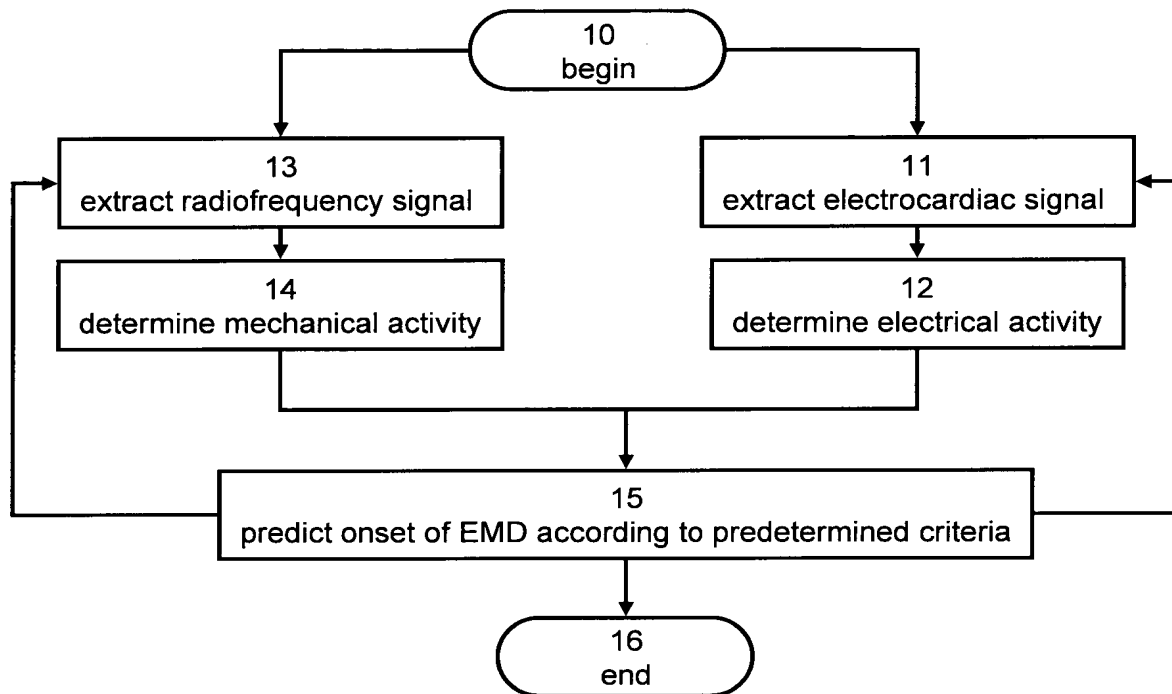 10
begin
13
extract radiofrequency signal
11
extract electrocardiac signal
14
determine mechanical activity
12
determine electrical activity
15
predict onset of EMD according to predetermined criteria
16
end